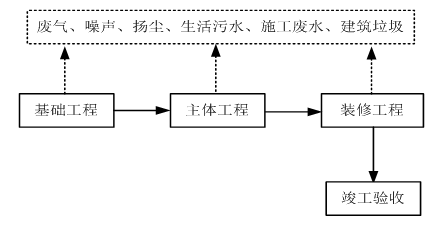 废气、噪声、扬尘、生活污水、施工废水、建筑垃圾
基础工程
主体工程
装修工程
竣工验收